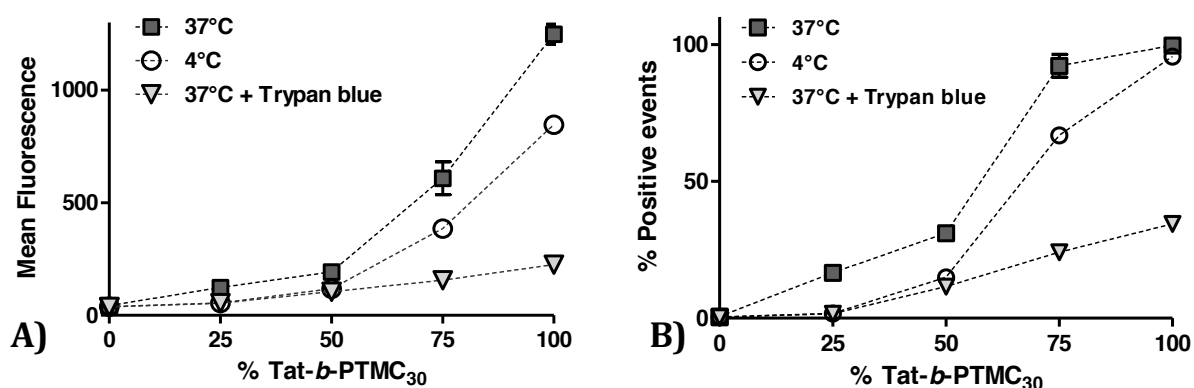 37°C
4°C
37°C + Trypan blue
Mean Fluorescence
1000
500
0
0 25 50 75 100
% Tat-b-PTMC30
A)
37°C
4°C
37°C + Trypan blue
% Positive events
100
50
0
0 25 50 75 100
% Tat-b-PTMC30
B)